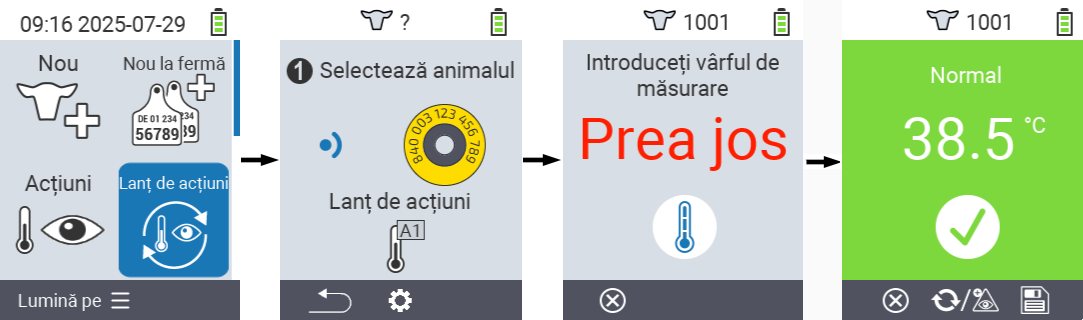 09:16 2025-07-29
Nou
Nou la fermă
DE 01 234
234
56789
39
Acțiuni
Lanț de acțiuni
Lumină pe
?
1 Selectează animalul
840 003 123 456 789
Lanț de acțiuni
A1
1001
Introduceți vârful de
măsurare
Prea jos
1001
Normal
38.5 °C